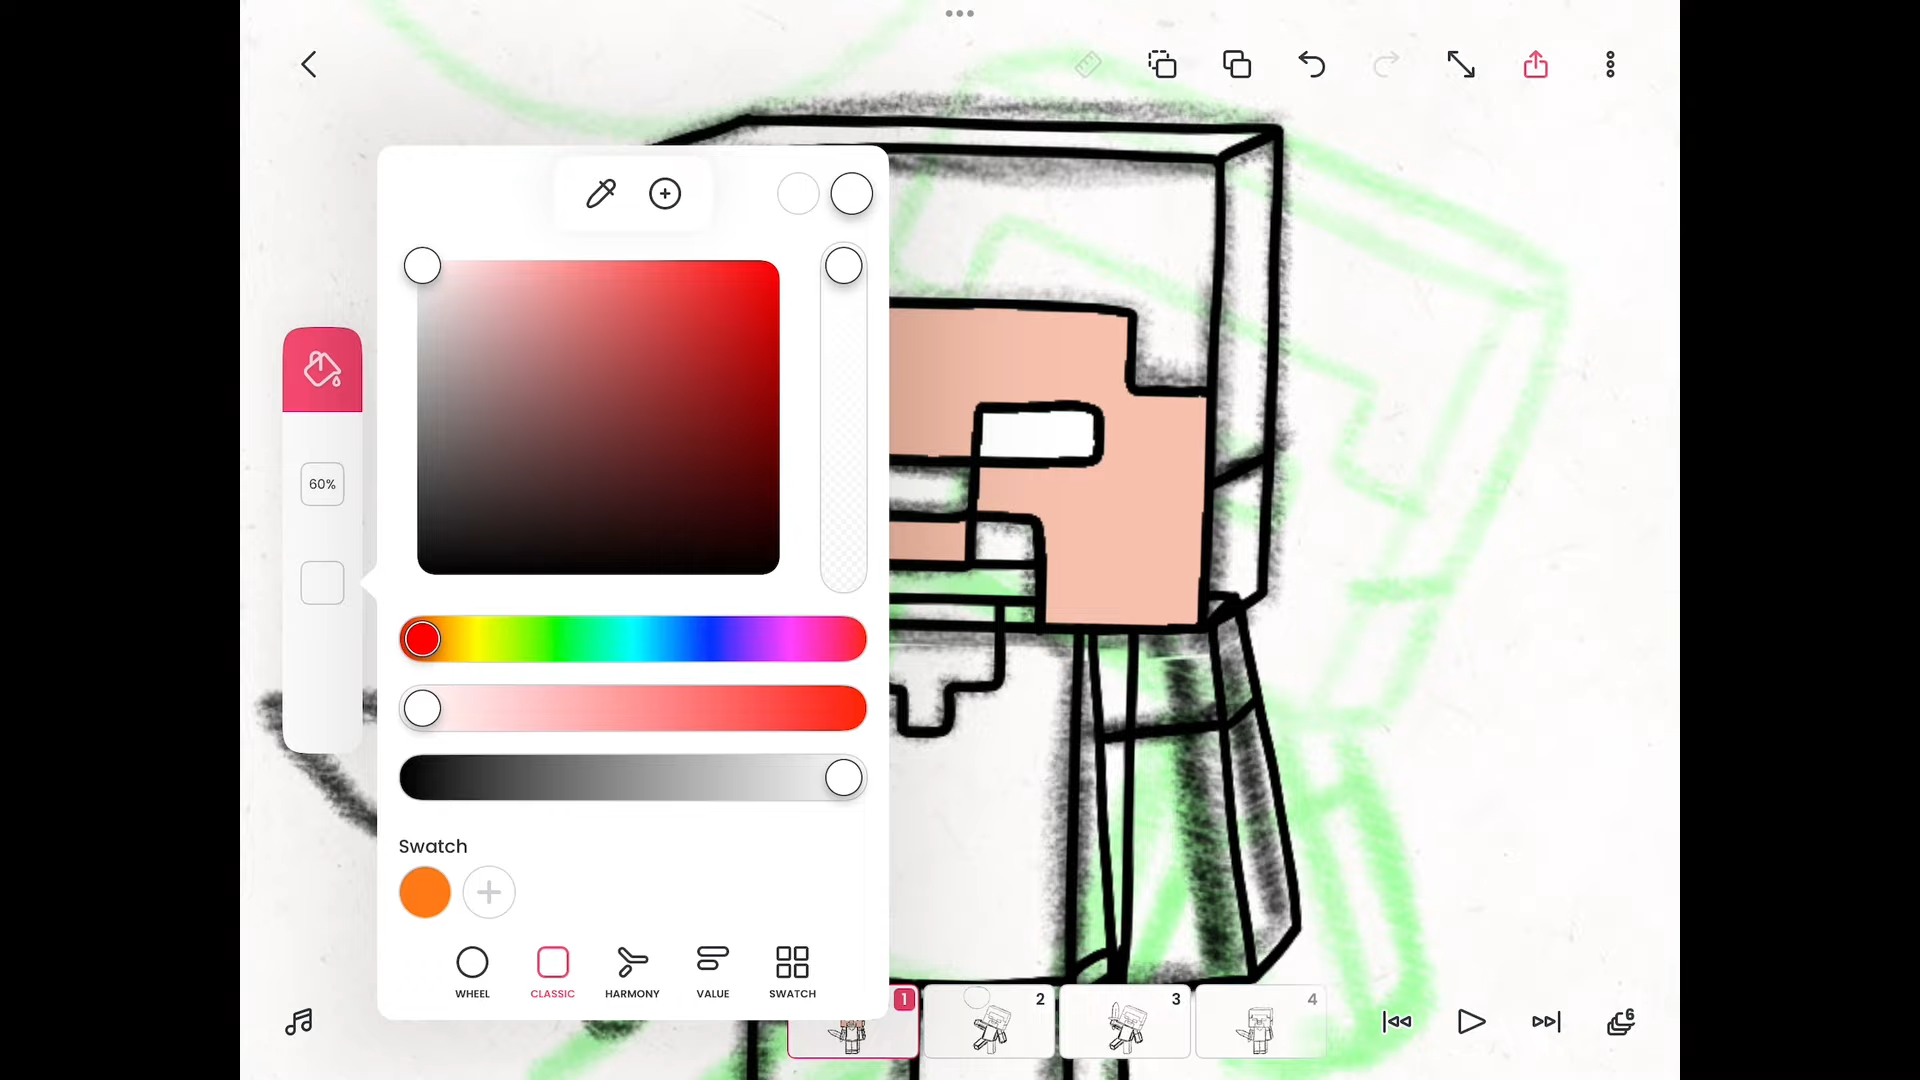 60%
Swatch
WHEEL
CLASSIC
HARMONY
VALUE
SWATCH
1
2
3
4
6